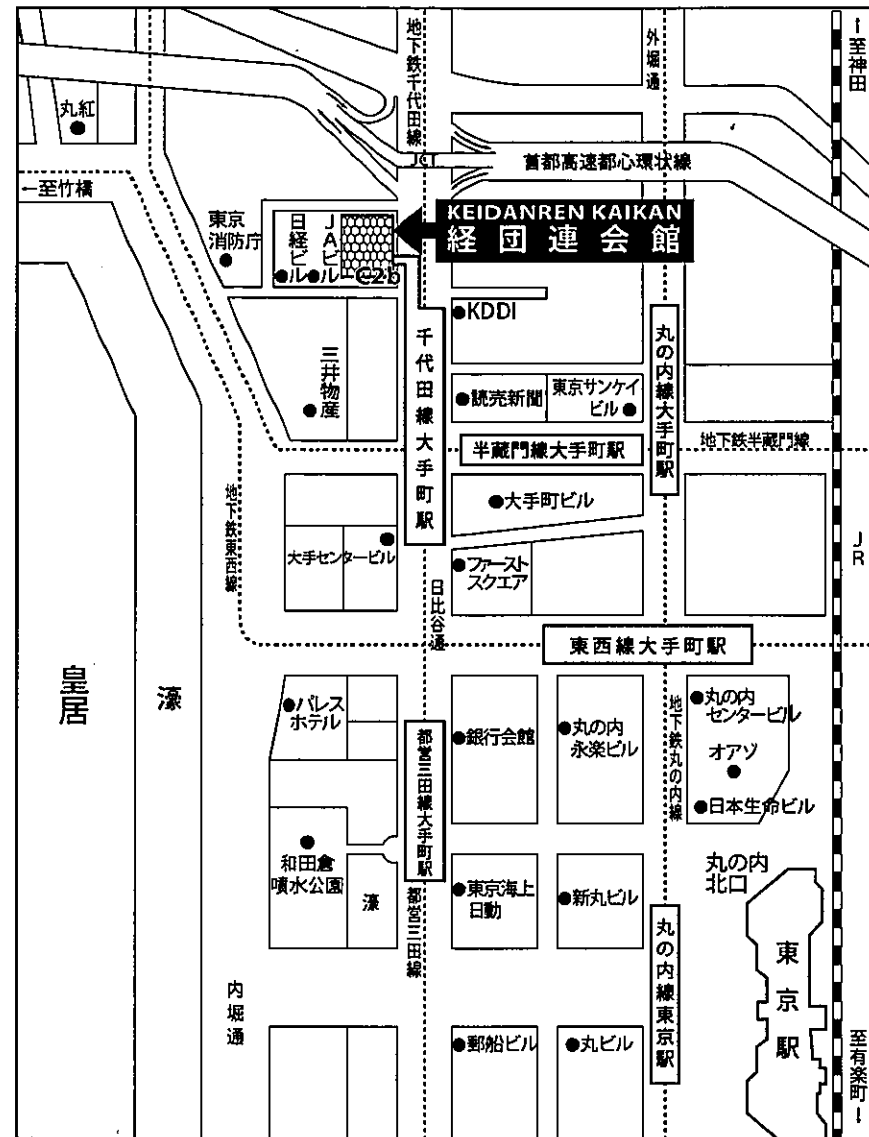 地下鉄千代田線
外堀通
↑至神田
丸紅
JCT
首都高速都心環状線
←至竹橋
東京
消防庁
日経ビル
JAビル
C2b
KEIDANREN KAIKAN
経団連会館
KDDI
千代田線大手町駅
丸の内線大手町駅
三井物産
読売新聞
東京サンケイ
ビル
半蔵門線大手町駅
地下鉄半蔵門線
大手町ビル
地下鉄東西線
大手センタービル
ファースト
スクエア
JR
日比谷通
東西線大手町駅
皇居
濠
パレス
ホテル
都営三田線大手町駅
銀行会館
丸の内
永楽ビル
地下鉄丸の内線
丸の内
センタービル
オアゾ
日本生命ビル
和田倉
噴水公園
濠
都営三田線
東京海上
日動
新丸ビル
丸の内
北口
丸の内線東京駅
東京駅
内堀通
郵船ビル
丸ビル
至有楽町↓